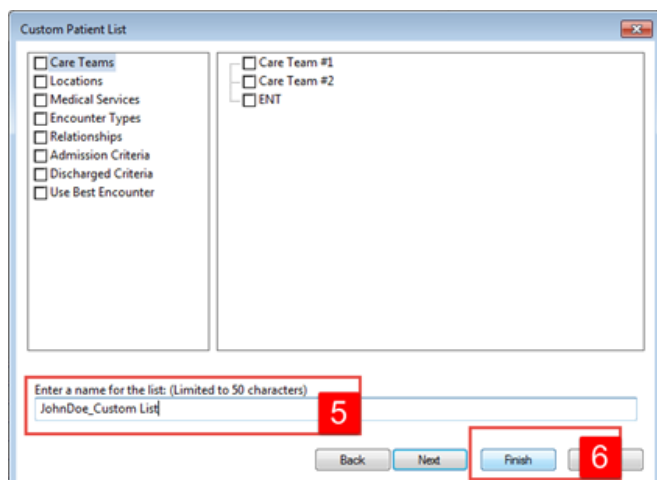 Custom Patient List
Care Teams
Locations
Medical Services
Encounter Types
Relationships
Admission Criteria
Discharged Criteria
Use Best Encounter
Care Team #1
Care Team #2
ENT
Enter a name for the list: (Limited to 50 characters)
JohnDoe_Custom List
5
Back Next Finish 6